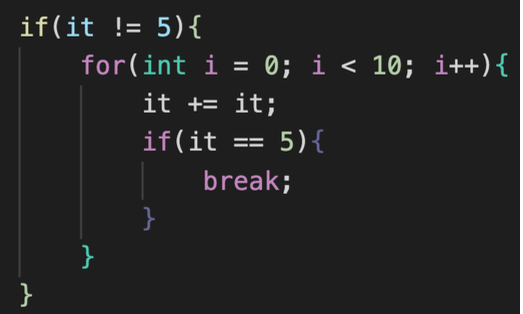 if(it != 5){
    for(int i = 0; i < 10; i++){
        it += it;
        if(it == 5){
            break;
        }
    }
}